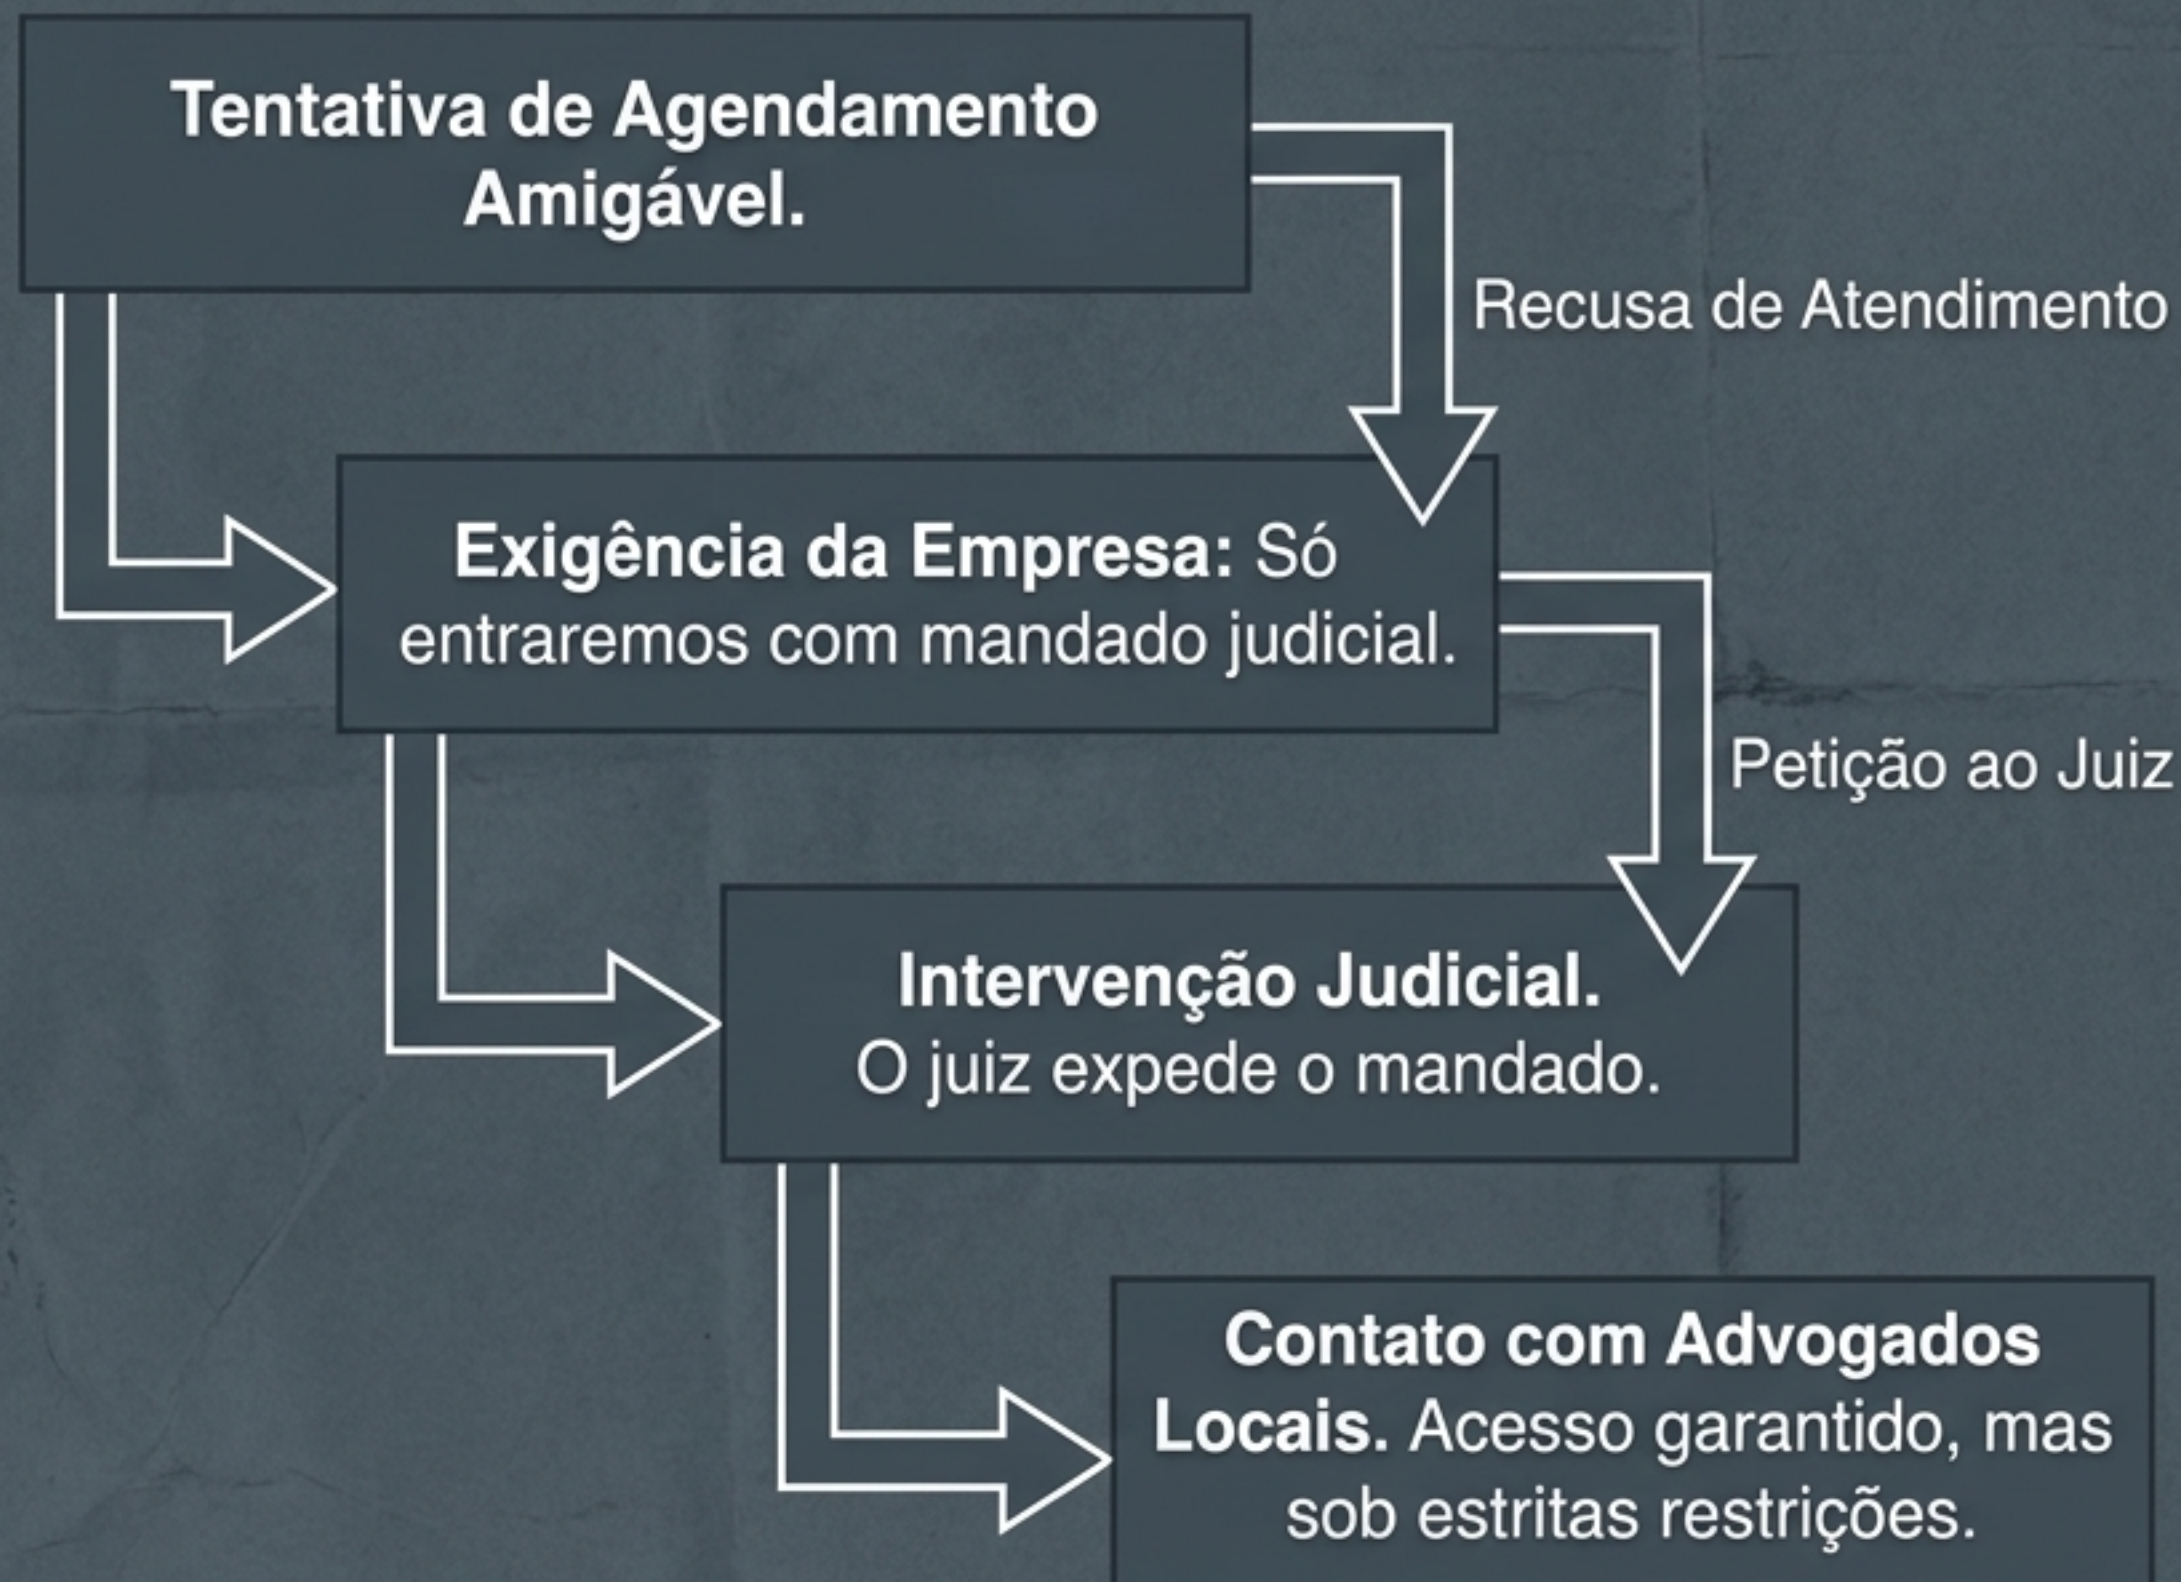 Tentativa de Agendamento
Amigável.
Recusa de Atendimento
Exigência da Empresa: Só
entraremos com mandado judicial.
Petição ao Juiz
Intervenção Judicial.
O juiz expede o mandado.
Contato com Advogados
Locais. Acesso garantido, mas
sob estritas restrições.